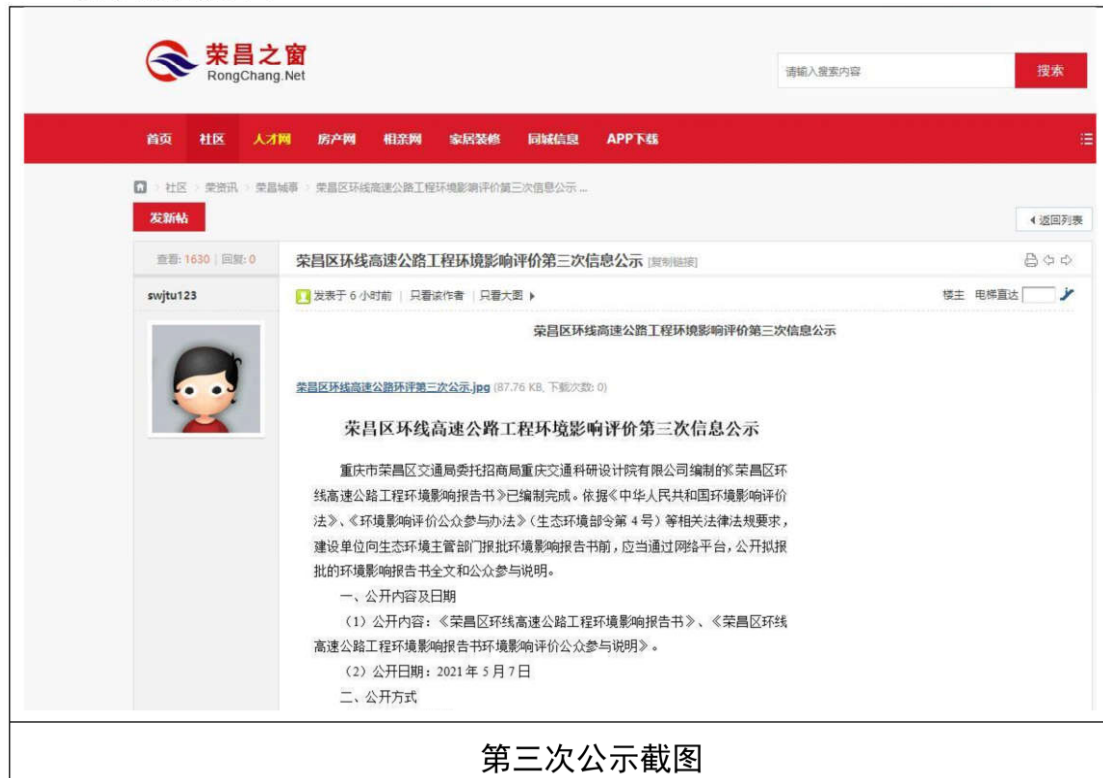 荣昌之窗
RongChang.Net
请输入搜索内容
搜索
首页 社区 人才网 房产网 相亲网 家居装修 同城信息 APP下载
社区 › 荣资讯 › 荣昌城事 › 荣昌区环线高速公路工程环境影响评价第三次信息公示 ...
发新帖
返回列表
查看: 1630 | 回复: 0
荣昌区环线高速公路工程环境影响评价第三次信息公示 [复制链接]
swjtu123
发表于 6 小时前 | 只看该作者 | 只看大图
楼主 电梯直达
荣昌区环线高速公路工程环境影响评价第三次信息公示
荣昌区环线高速公路环评第三次公示.jpg (87.76 KB, 下载次数: 0)
荣昌区环线高速公路工程环境影响评价第三次信息公示
重庆市荣昌区交通局委托招商局重庆交通科研设计院有限公司编制的《荣昌区环
线高速公路工程环境影响报告书》已编制完成。依据《中华人民共和国环境影响评价
法》、《环境影响评价公众参与办法》（生态环境部令第 4 号）等相关法律法规要求，
建设单位向生态环境主管部门报批环境影响报告书前，应当通过网络平台，公开拟报
批的环境影响报告书全文和公众参与说明。
一、公开内容及日期
（1）公开内容：《荣昌区环线高速公路工程环境影响报告书》、《荣昌区环线
高速公路工程环境影响报告书环境影响评价公众参与说明》。
（2）公开日期：2021 年 5 月 7 日
二、公开方式
第三次公示截图